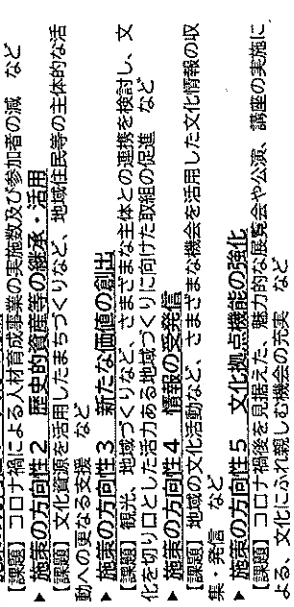 【課題】コロナ禍による人材育成事業の実施数及び参加者の減　など
▶ 施策の方向性２　歴史的資産等の継承・活用
【課題】文化資源を活用したまちづくりなど、地域住民等の主体的な活
動への更なる支援　など
▶ 施策の方向性３　新たな価値の創出
【課題】観光、地域づくりなど、さまざまな主体との連携を検討し、文
化を切り口とした活力ある地域づくりに向けた取組の促進　など
▶ 施策の方向性４　情報の受発信
【課題】地域の文化活動など、さまざまな機会を活用した文化情報の収
集・発信　など
▶ 施策の方向性５　文化拠点機能の強化
【課題】コロナ禍後を見据えた、魅力的な展覧会や公演、講座の実施に
よる、文化にふれ親しむ機会の充実　など